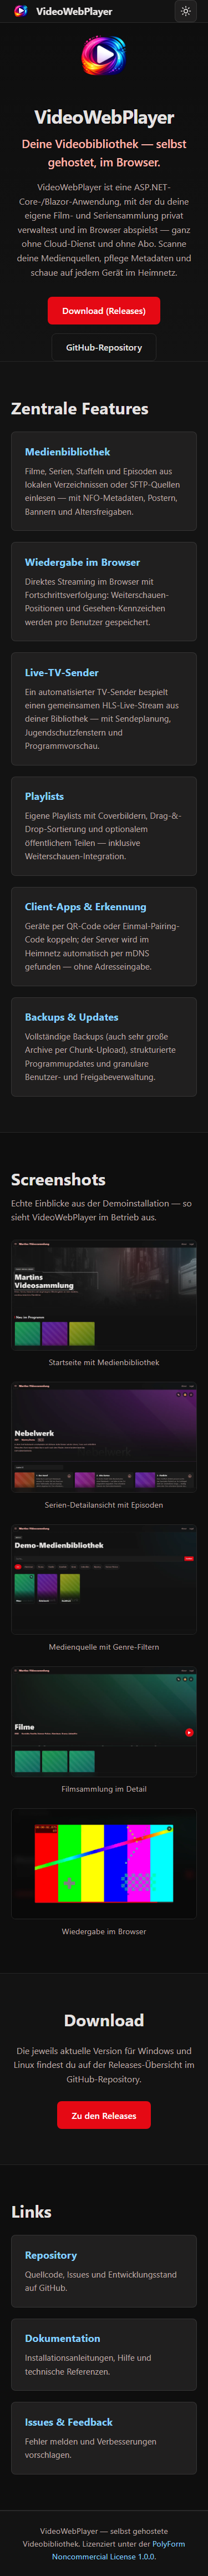 VideoWebPlayer
VideoWebPlayer
Deine Videobibliothek — selbst
gehostet, im Browser.
VideoWebPlayer ist eine ASP.NET-
Core-/Blazor-Anwendung, mit der du deine
eigene Film- und Seriensammlung privat
verwaltest und im Browser abspielst — ganz
ohne Cloud-Dienst und ohne Abo. Scanne
deine Medienquellen, pflege Metadaten und
schaue auf jedem Gerät im Heimnetz.
Download (Releases)
GitHub-Repository
Zentrale Features
Medienbibliothek
Filme, Serien, Staffeln und Episoden aus
lokalen Verzeichnissen oder SFTP-Quellen
einlesen — mit NFO-Metadaten, Postern,
Bannern und Altersfreigaben.
Wiedergabe im Browser
Direktes Streaming im Browser mit
Fortschrittsverfolgung: Weiterschauen-
Positionen und Gesehen-Kennzeichen
werden pro Benutzer gespeichert.
Live-TV-Sender
Ein automatisierter TV-Sender bespielt
einen gemeinsamen HLS-Live-Stream aus
deiner Bibliothek — mit Sendeplanung,
Jugendschutzfenstern und
Programmvorschau.
Playlists
Eigene Playlists mit Coverbildern, Drag-&-
Drop-Sortierung und optionalem
öffentlichem Teilen — inklusive
Weiterschauen-Integration.
Client-Apps & Erkennung
Geräte per QR-Code oder Einmal-Pairing-
Code koppeln; der Server wird im
Heimnetz automatisch per mDNS
gefunden — ohne Adresseingabe.
Backups & Updates
Vollständige Backups (auch sehr große
Archive per Chunk-Upload), strukturierte
Programmupdates und granulare
Benutzer- und Freigabeverwaltung.
Screenshots
Echte Einblicke aus der Demoinstallation — so
sieht VideoWebPlayer im Betrieb aus.
Martins
Videosammlung
Neu im Programm
Startseite mit Medienbibliothek
Nebelwerk
Serien-Detailansicht mit Episoden
Demo-Medienbibliothek
Medienquelle mit Genre-Filtern
Filme
Filmsammlung im Detail
Wiedergabe im Browser
Download
Die jeweils aktuelle Version für Windows und
Linux findest du auf der Releases-Übersicht im
GitHub-Repository.
Zu den Releases
Links
Repository
Quellcode, Issues und Entwicklungsstand
auf GitHub.
Dokumentation
Installationsanleitungen, Hilfe und
technische Referenzen.
Issues & Feedback
Fehler melden und Verbesserungen
vorschlagen.
VideoWebPlayer — selbst gehostete
Videobibliothek. Lizenziert unter der PolyForm
Noncommercial License 1.0.0.